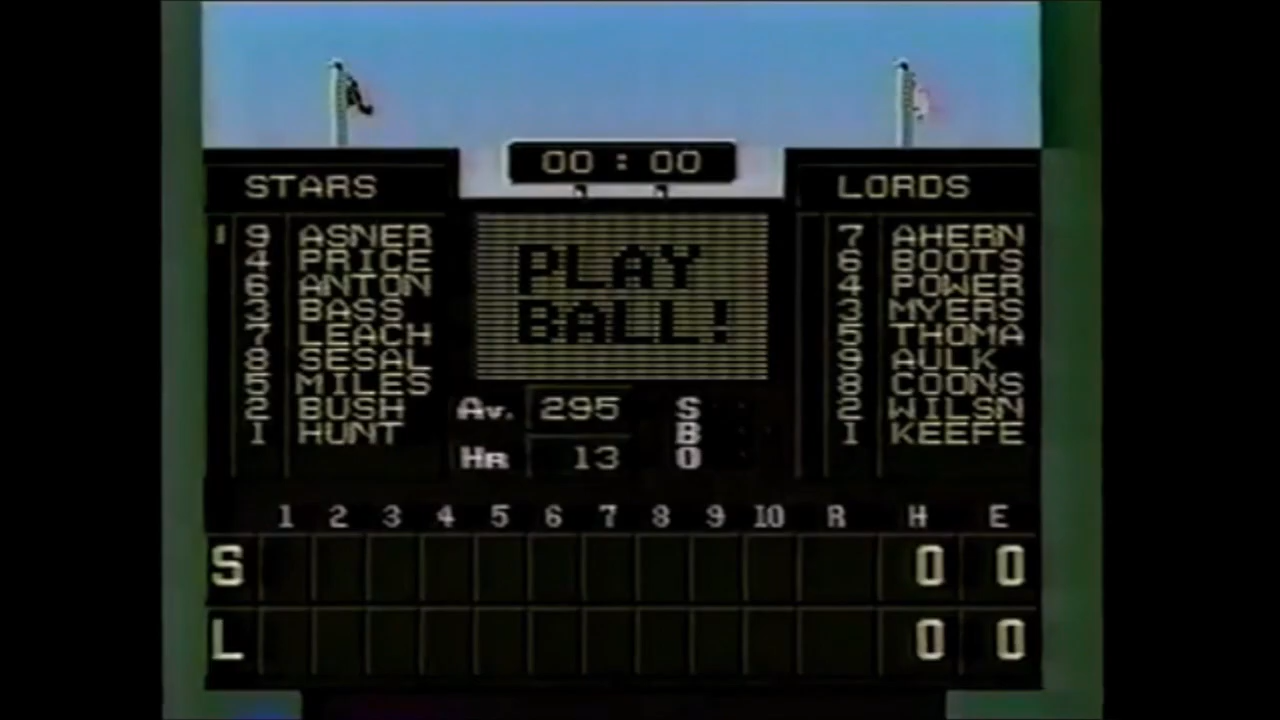 00 : 00
STARS
9 ASNER
4 PRICE
6 ANTON
3 BASS
7 LEACH
8 SESAL
5 MILES
2 BUSH
1 HUNT
PLAY
BALL!
Av. 295
HR 13
S
B
O
LORDS
7 AHERN
6 BOOTS
4 POWER
3 MYERS
5 THOMA
9 AULK
8 COONS
2 WILSN
1 KEEFE
1 2 3 4 5 6 7 8 9 10 R H E
S 0 0
L 0 0